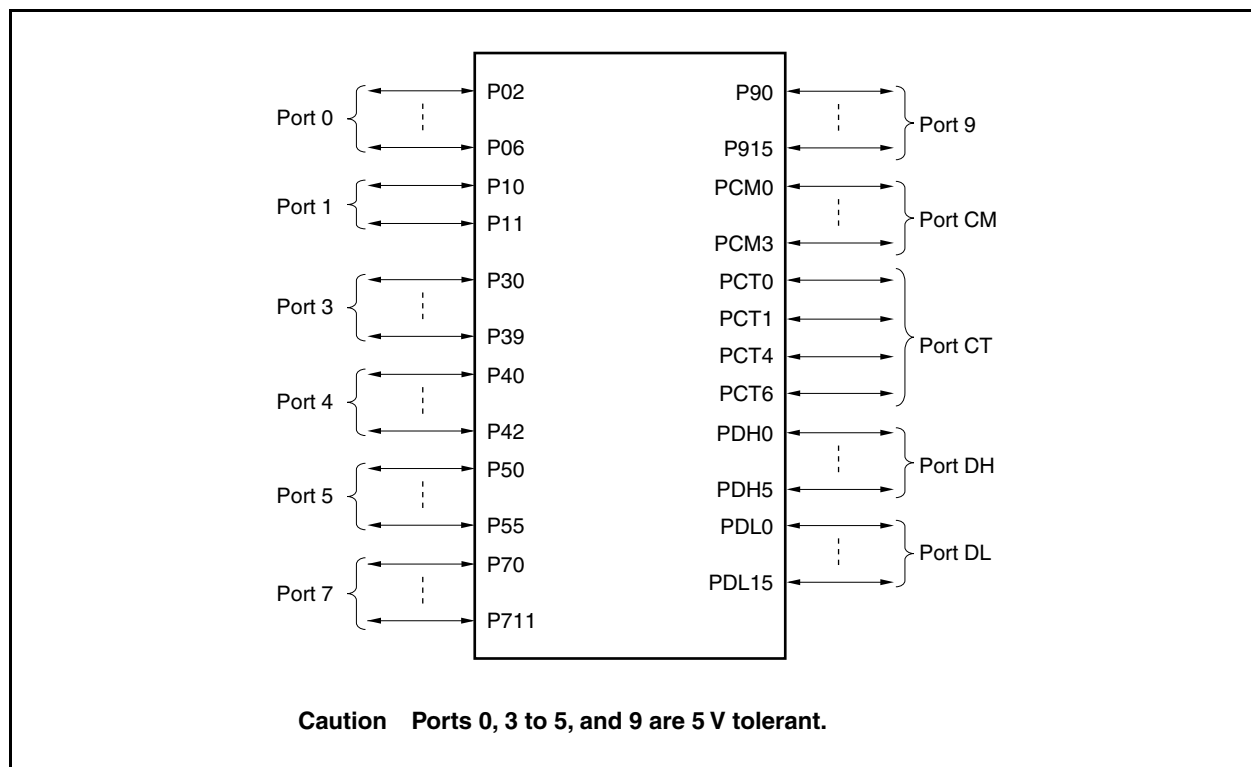 Port 0
P02
P06
Port 1
P10
P11
Port 3
P30
P39
Port 4
P40
P42
Port 5
P50
P55
Port 7
P70
P711
P90
P915
Port 9
PCM0
PCM3
Port CM
PCT0
PCT1
PCT4
PCT6
Port CT
PDH0
PDH5
Port DH
PDL0
PDL15
Port DL
Caution Ports 0, 3 to 5, and 9 are 5 V tolerant.